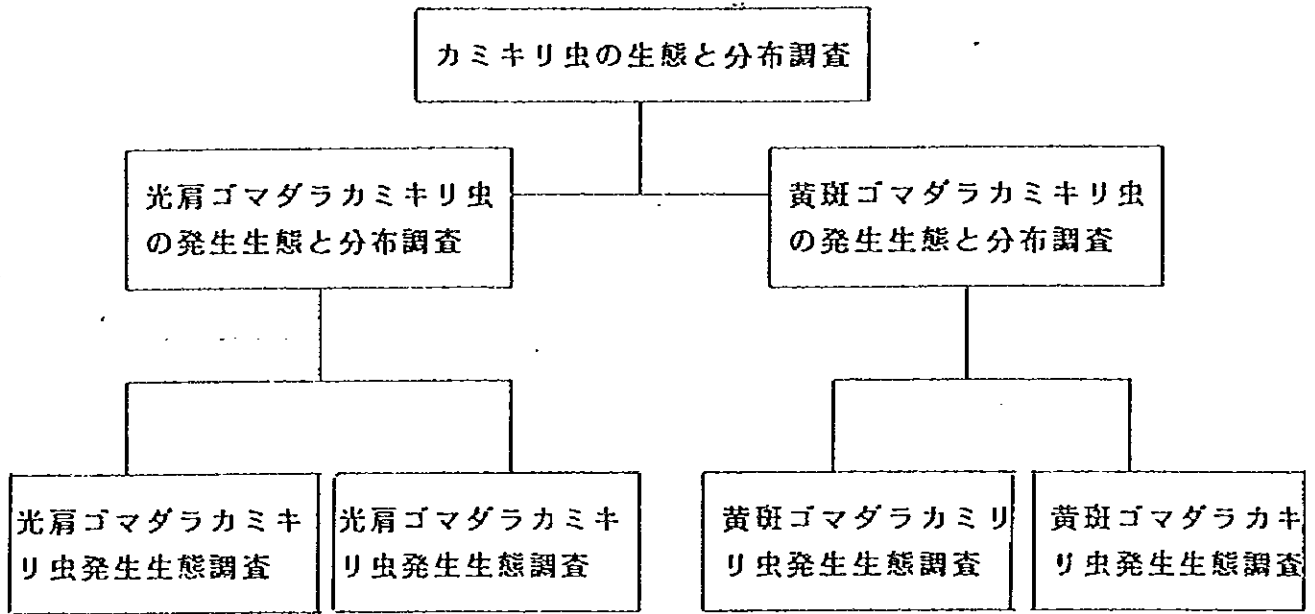 カミキリ虫の生態と分布調査
光肩ゴマダラカミキリ虫
の発生生態と分布調査
黄斑ゴマダラカミキリ虫
の発生生態と分布調査
光肩ゴマダラカミキ
リ虫発生生態調査
光肩ゴマダラカミキ
リ虫発生生態調査
黄斑ゴマダラカミリ
リ虫発生生態調査
黄斑ゴマダラカキ
リ虫発生生態調査